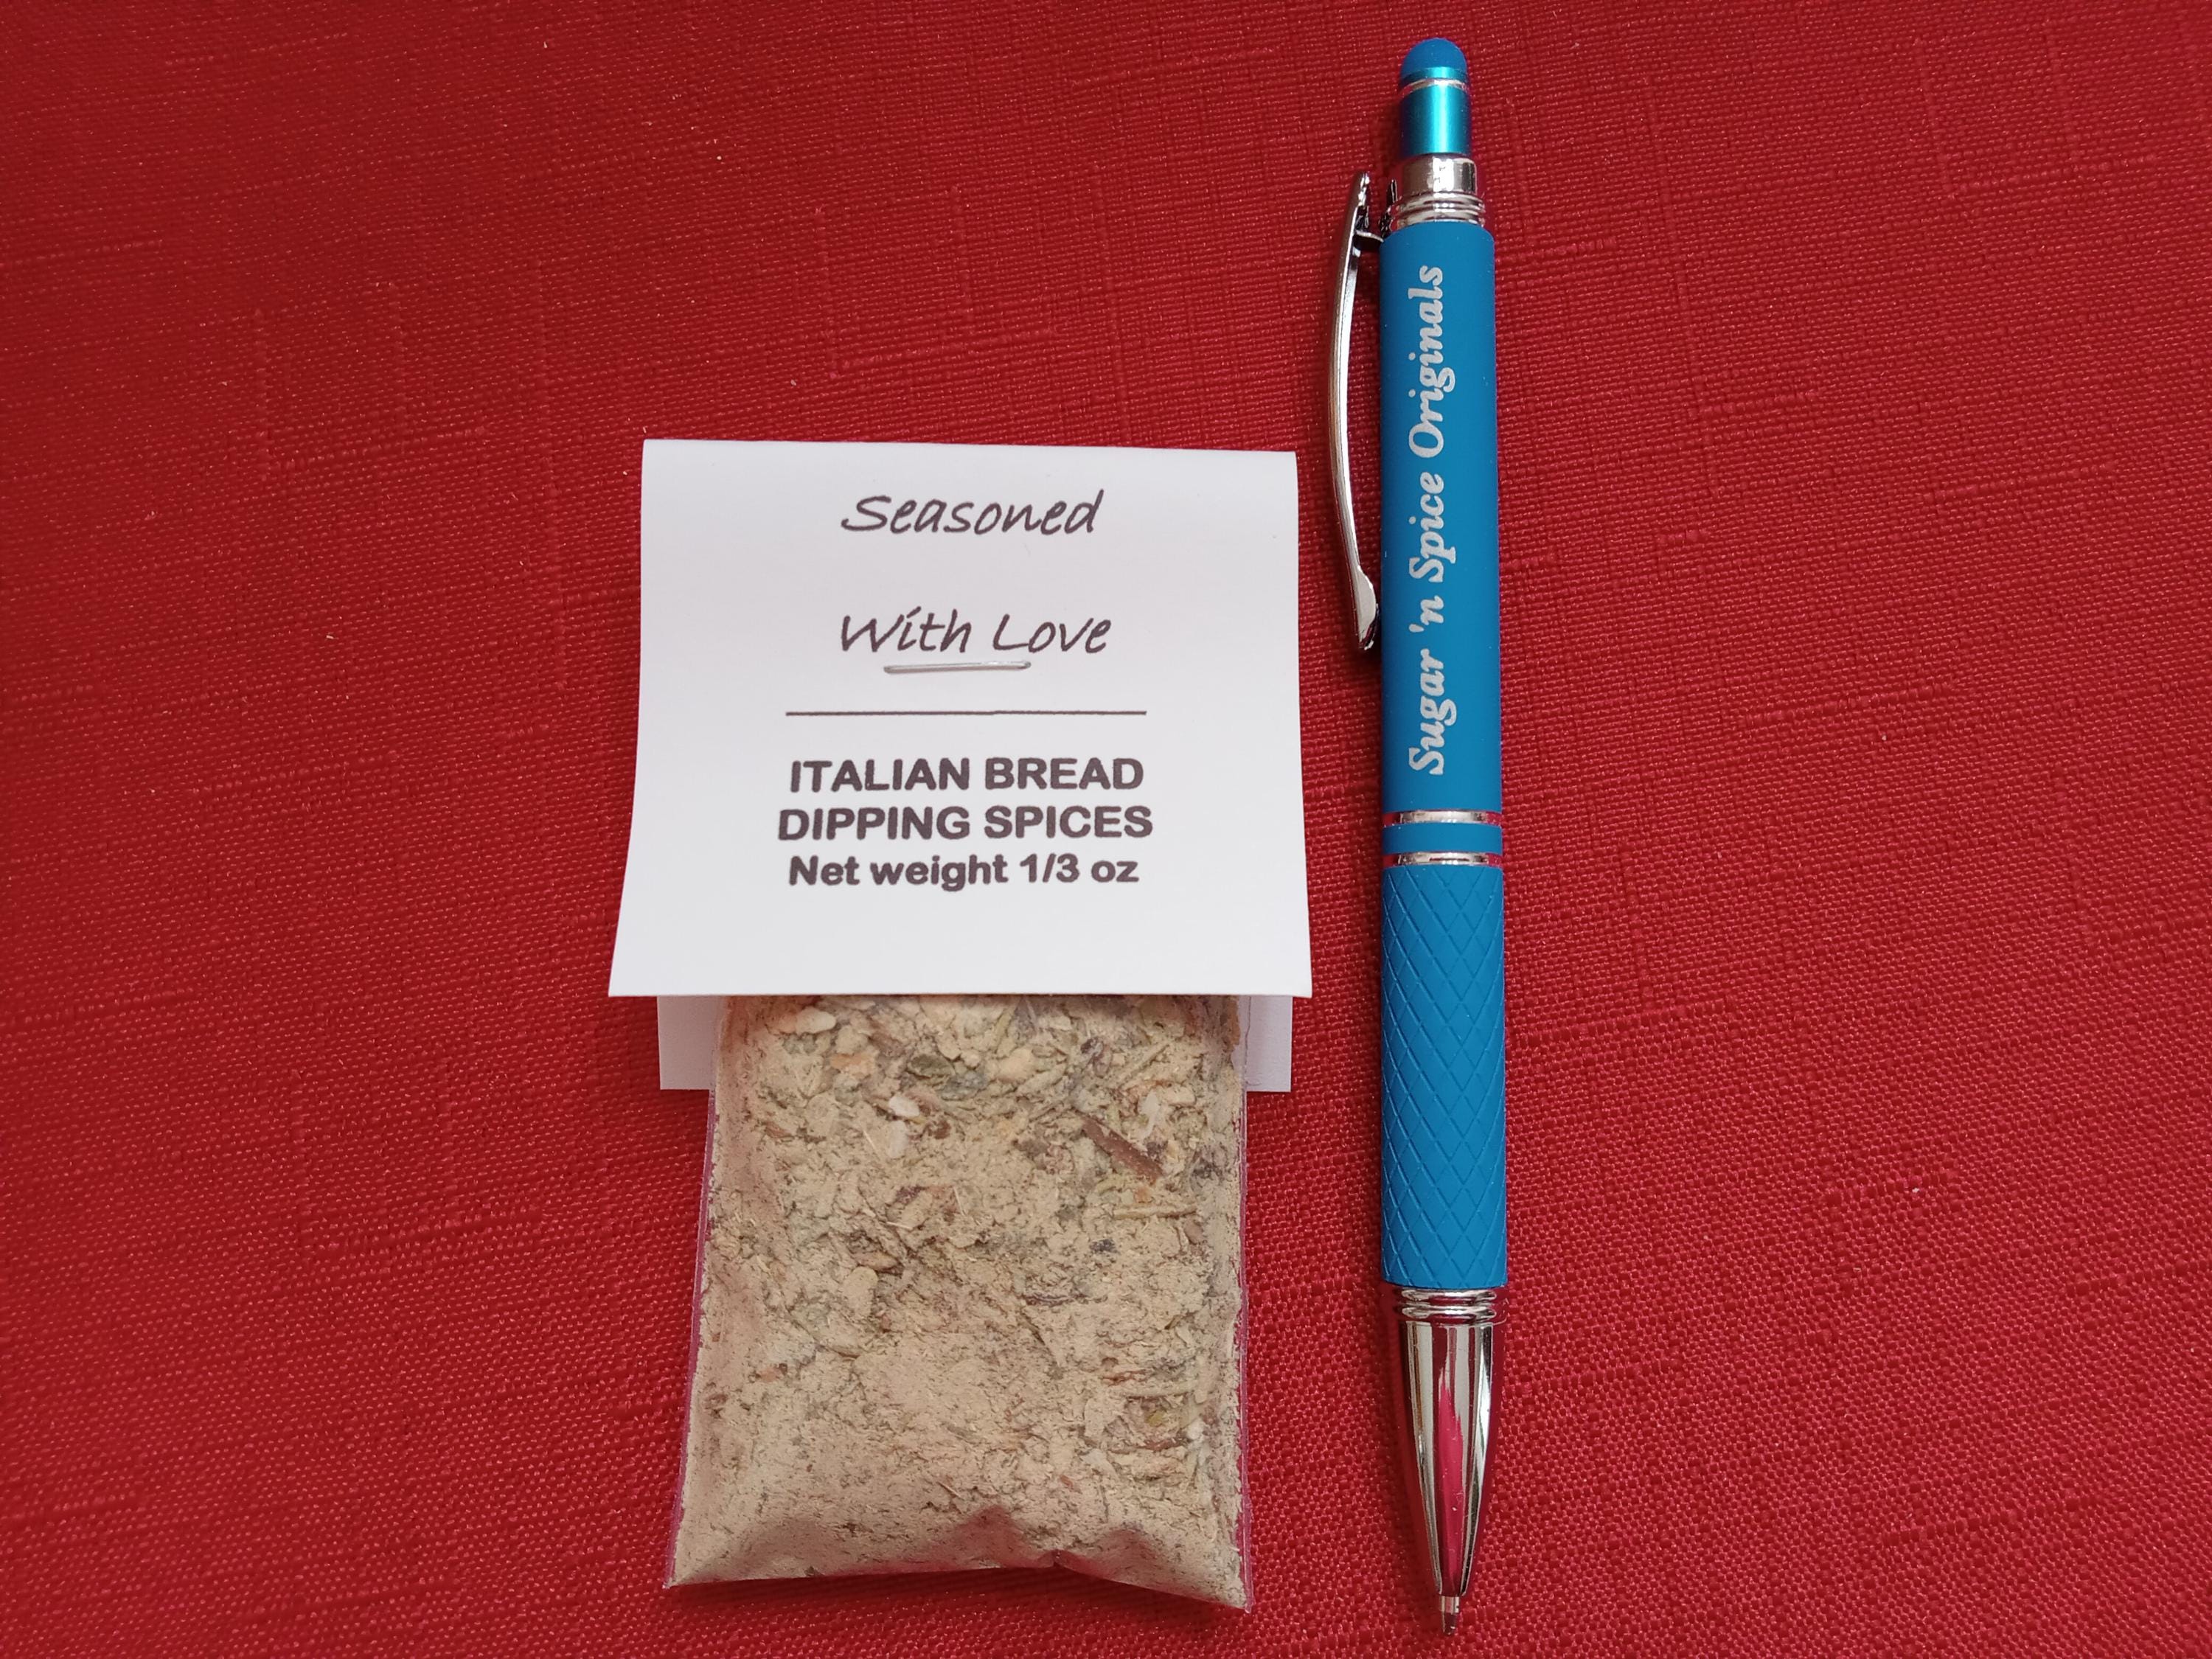 Seasoned
With Love
ITALIAN BREAD
DIPPING SPICES
Net weight 1/3 oz
Sugar 'n Spice Originals